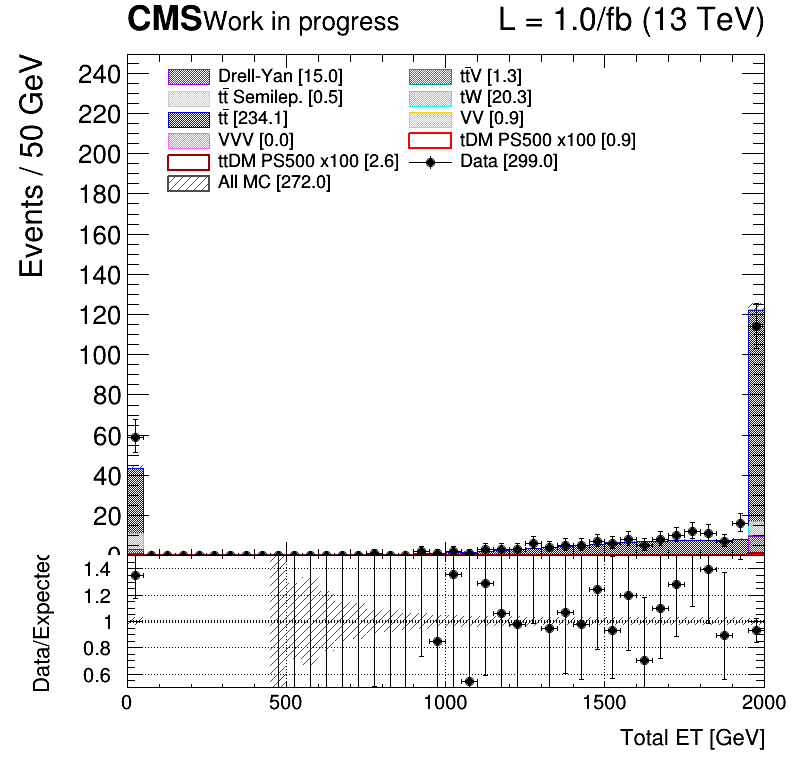 CMS Work in progress L = 1.0/fb (13 TeV)
Events / 50 GeV
240
220
200
180
160
140
120
100
80
60
40
20
0
Drell-Yan [15.0] tt̄V [1.3]
tt̄ Semilep. [0.5] tW [20.3]
tt̄ [234.1] VV [0.9]
VVV [0.0] tDM PS500 x100 [0.9]
ttDM PS500 x100 [2.6] Data [299.0]
All MC [272.0]
Data/Expected
1.4
1.2
1
0.8
0.6
0 500 1000 1500 2000
Total ET [GeV]